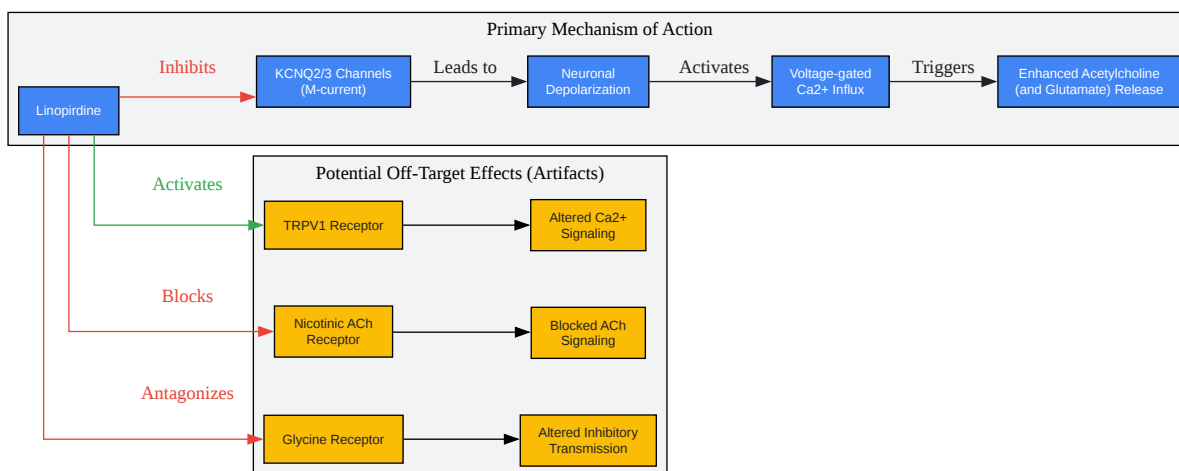 Primary Mechanism of Action
Inhibits
KCNQ2/3 Channels
(M-current)
Leads to
Neuronal
Depolarization
Activates
Voltage-gated
Ca2+ Influx
Triggers
Enhanced Acetylcholine
(and Glutamate) Release
Linopirdine
Potential Off-Target Effects (Artifacts)
Activates
TRPV1 Receptor
Altered Ca2+
Signaling
Blocks
Nicotinic ACh
Receptor
Blocked ACh
Signaling
Antagonizes
Glycine Receptor
Altered Inhibitory
Transmission